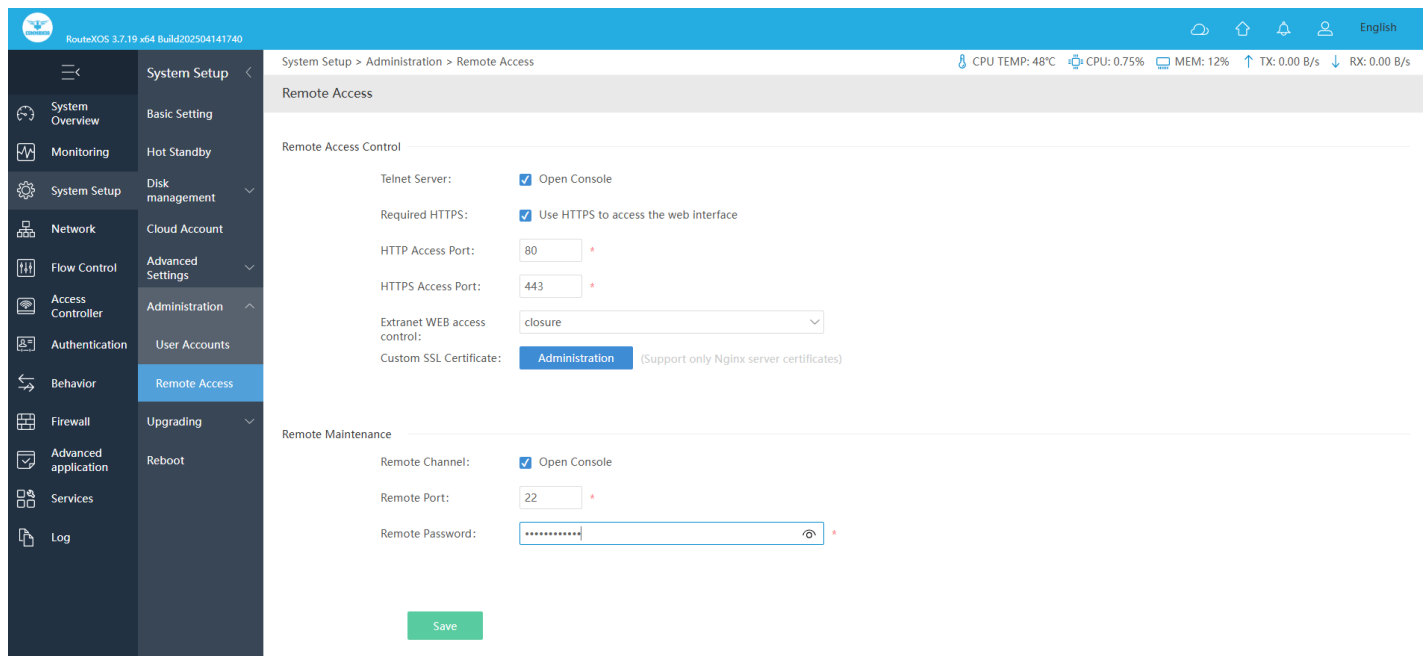 RouteXOS 3.7.19 x64 Build202504141740
English
System Setup
System Setup > Administration > Remote Access
CPU TEMP: 48℃
CPU: 0.75%
MEM: 12%
TX: 0.00 B/s
RX: 0.00 B/s
Remote Access
System
Overview
Monitoring
System Setup
Network
Flow Control
Access
Controller
Authentication
Behavior
Firewall
Advanced
application
Services
Log
Basic Setting
Hot Standby
Disk
management
Cloud Account
Advanced
Settings
Administration
User Accounts
Remote Access
Upgrading
Reboot
Remote Access Control
Telnet Server: Open Console
Required HTTPS: Use HTTPS to access the web interface
HTTP Access Port: 80 *
HTTPS Access Port: 443 *
Extranet WEB access
control: closure
Custom SSL Certificate: Administration (Support only Nginx server certificates)
Remote Maintenance
Remote Channel: Open Console
Remote Port: 22 *
Remote Password: •••••••••••• *
Save